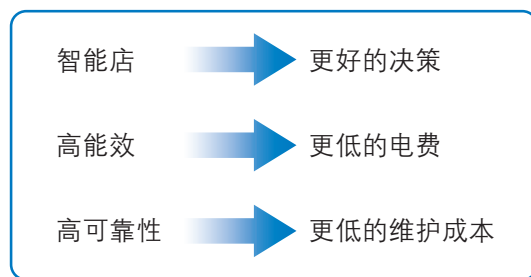 智能店 更好的决策
高能效 更低的电费
高可靠性 更低的维护成本